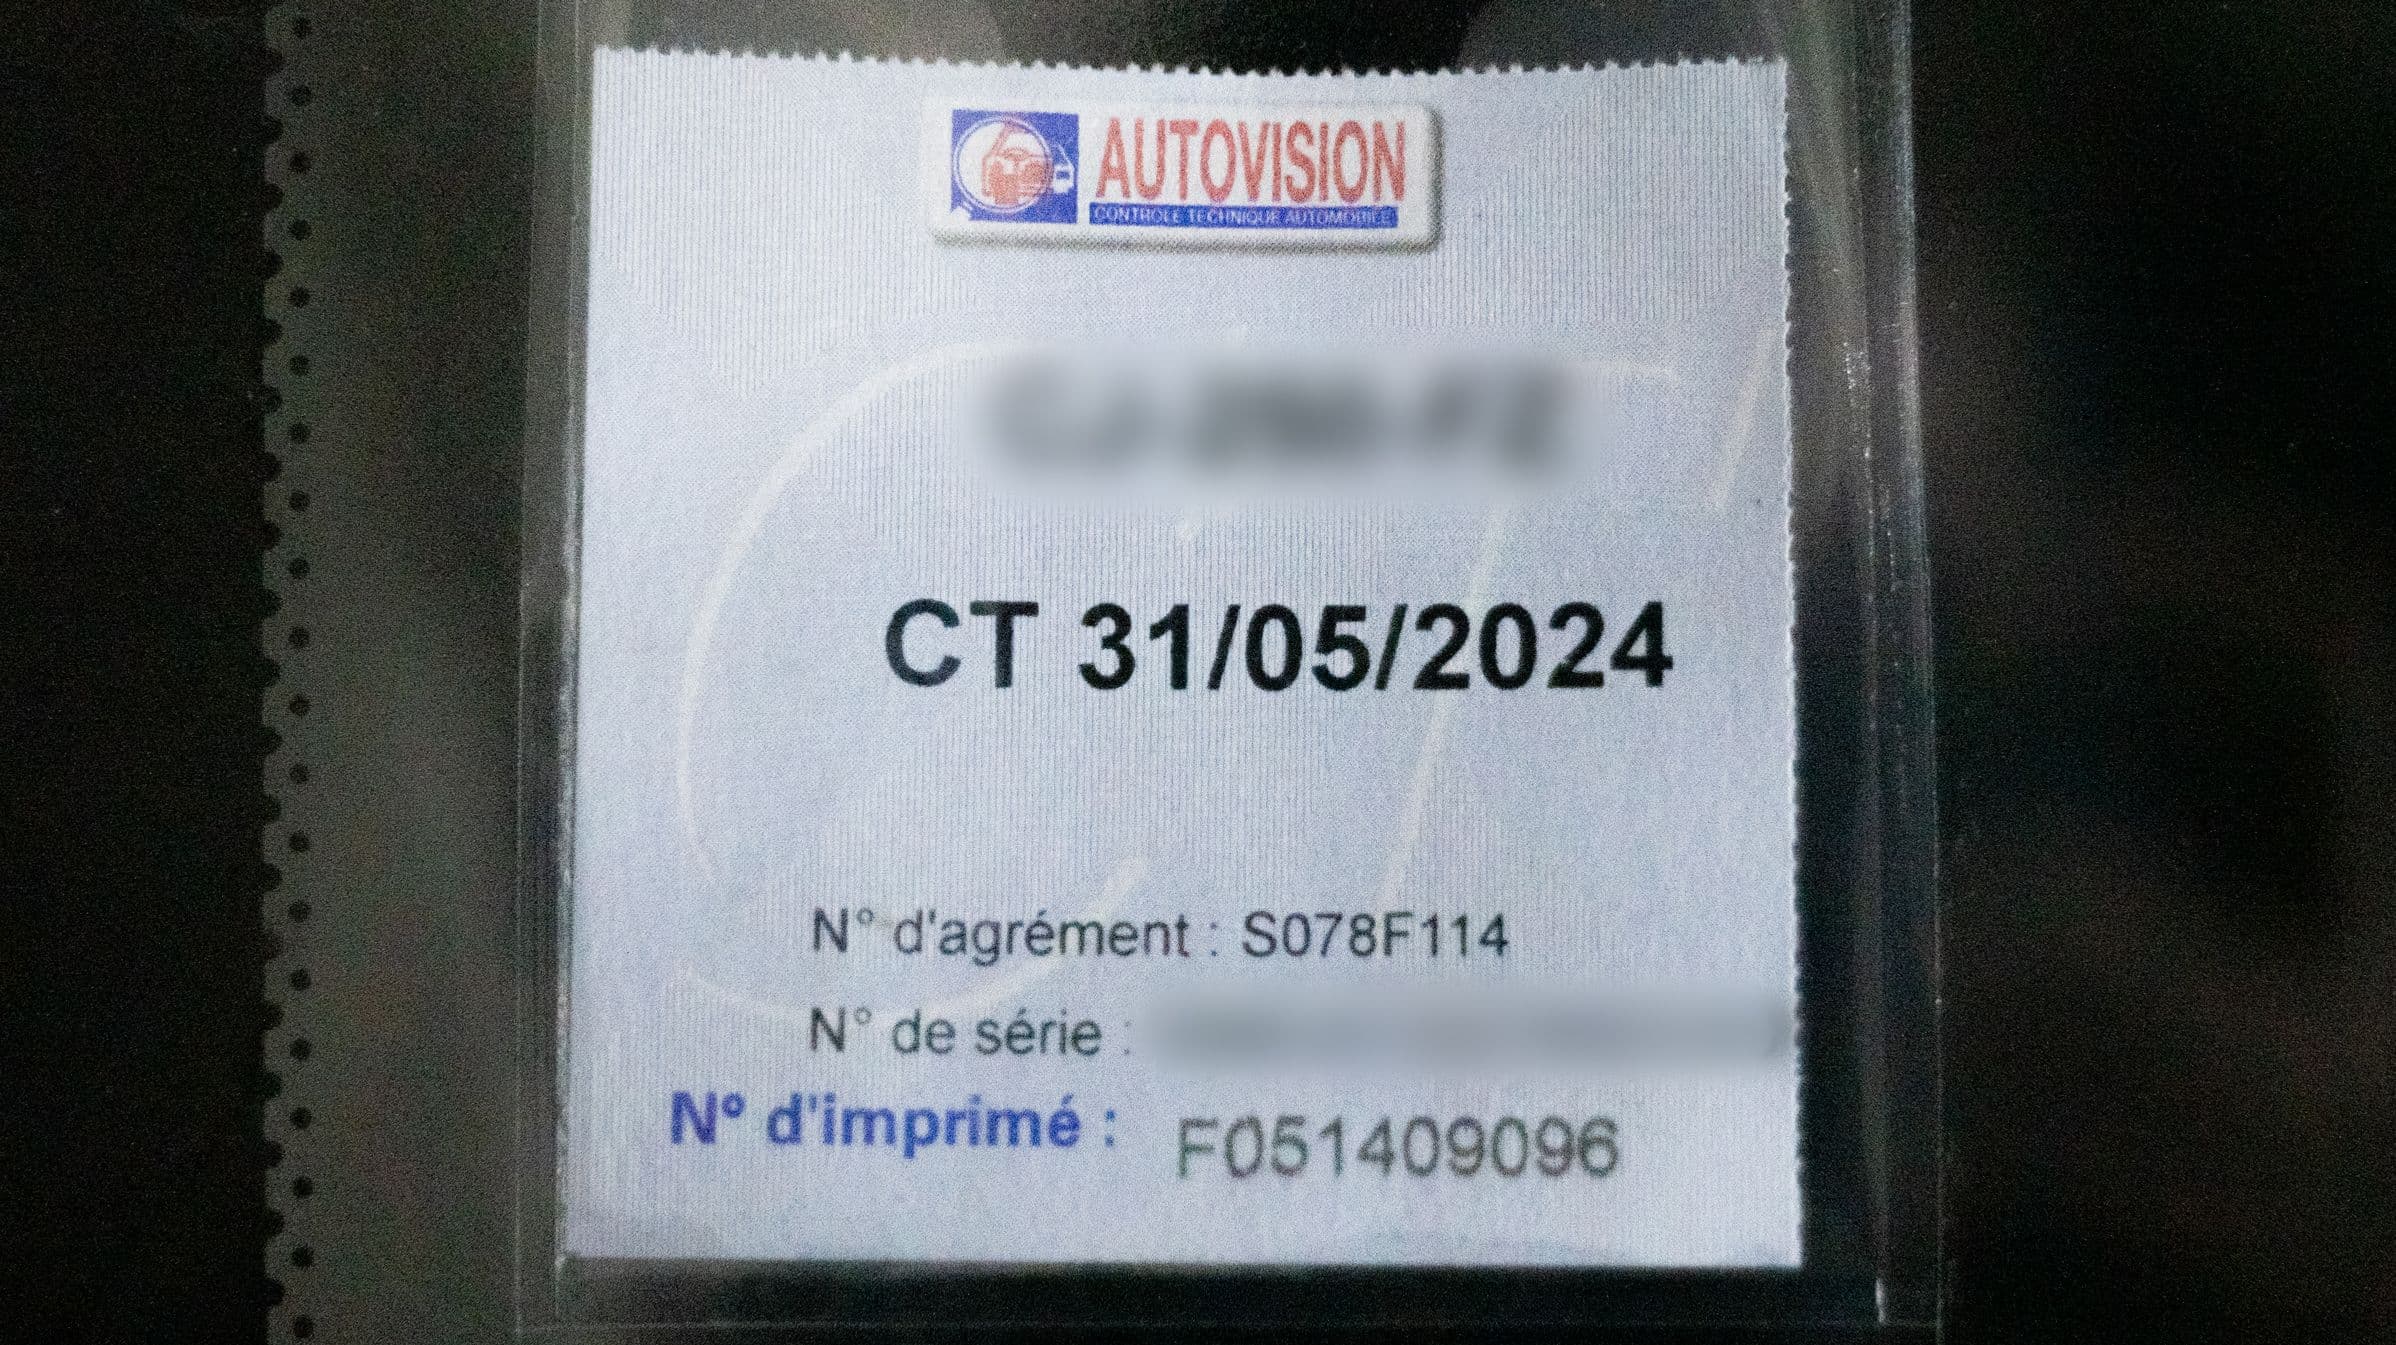 AUTOVISION
CONTROLE TECHNIQUE AUTOMOBILE
CT 31/05/2024
N° d'agrément : S078F114
N° de série :
N° d'imprimé : F051409096